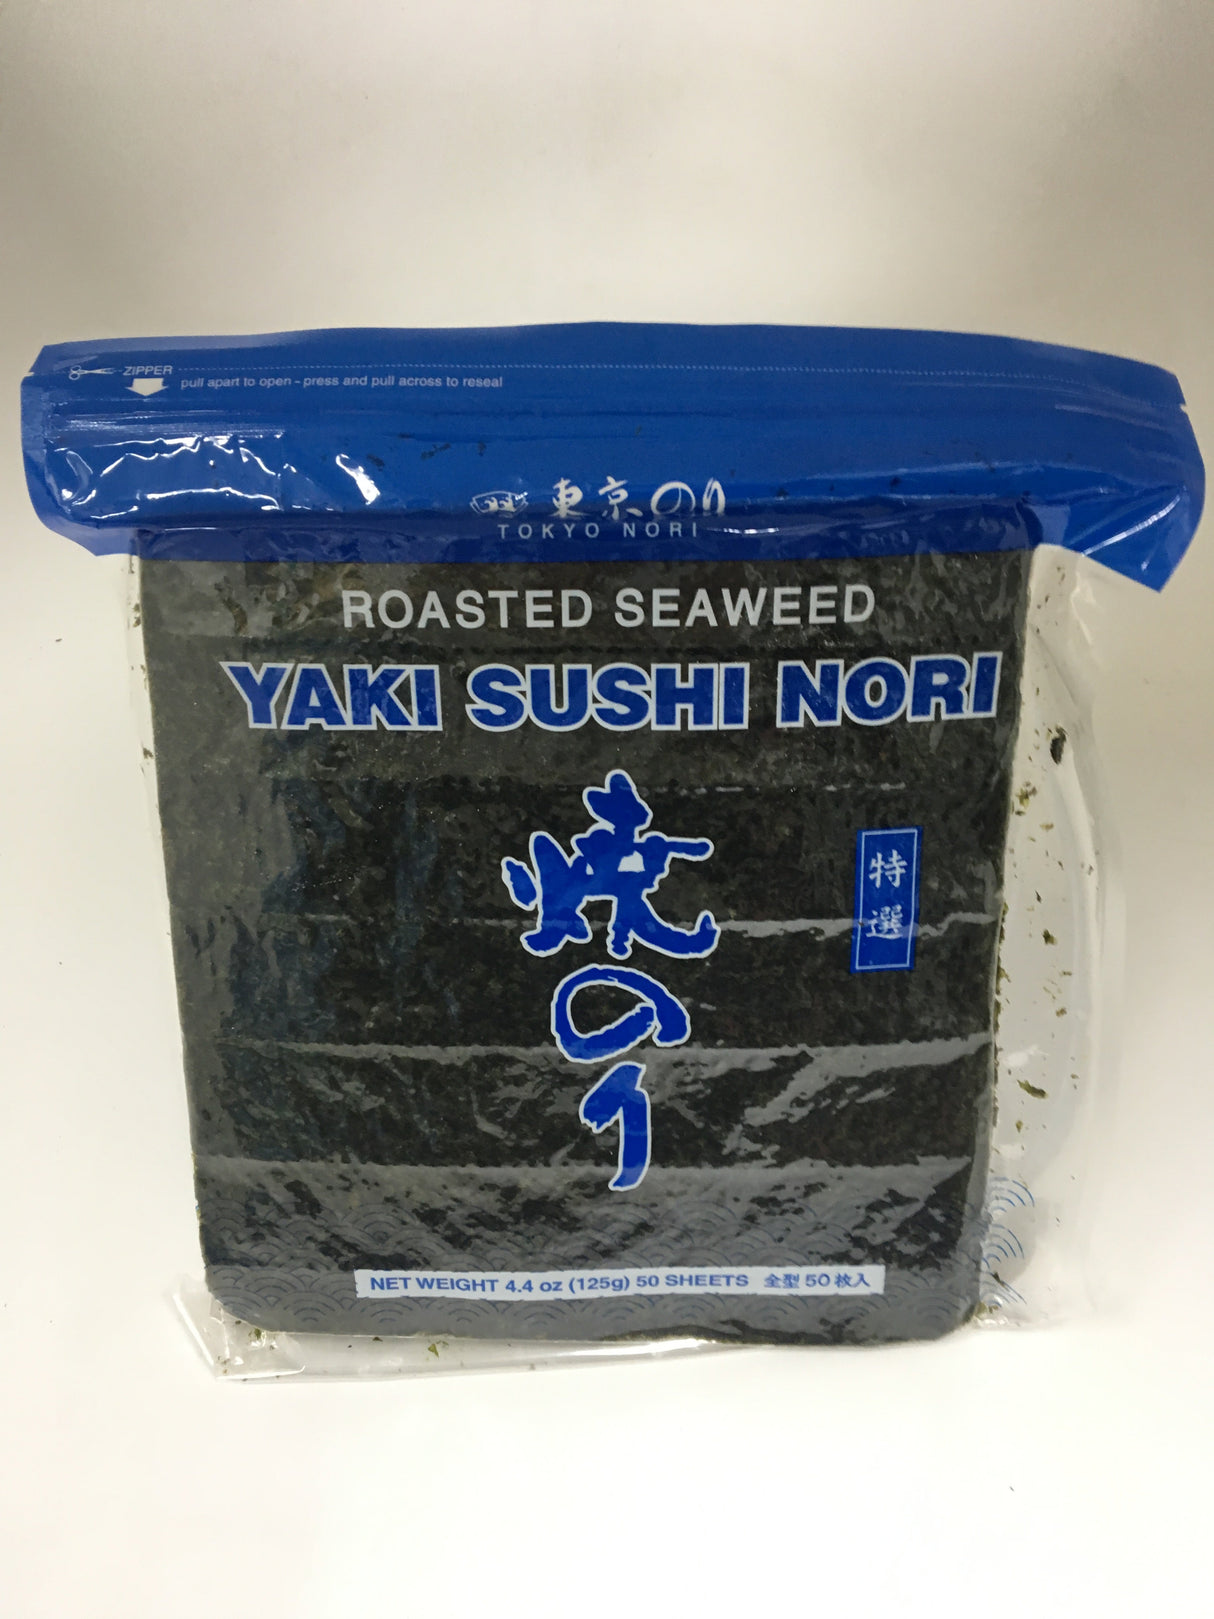 ZIPPER
pull apart to open - press and pull across to reseal
東京のり
TOKYO NORI
ROASTED SEAWEED
YAKI SUSHI NORI
焼のり
特選
NET WEIGHT 4.4 oz (125g) 50 SHEETS 全型50枚入